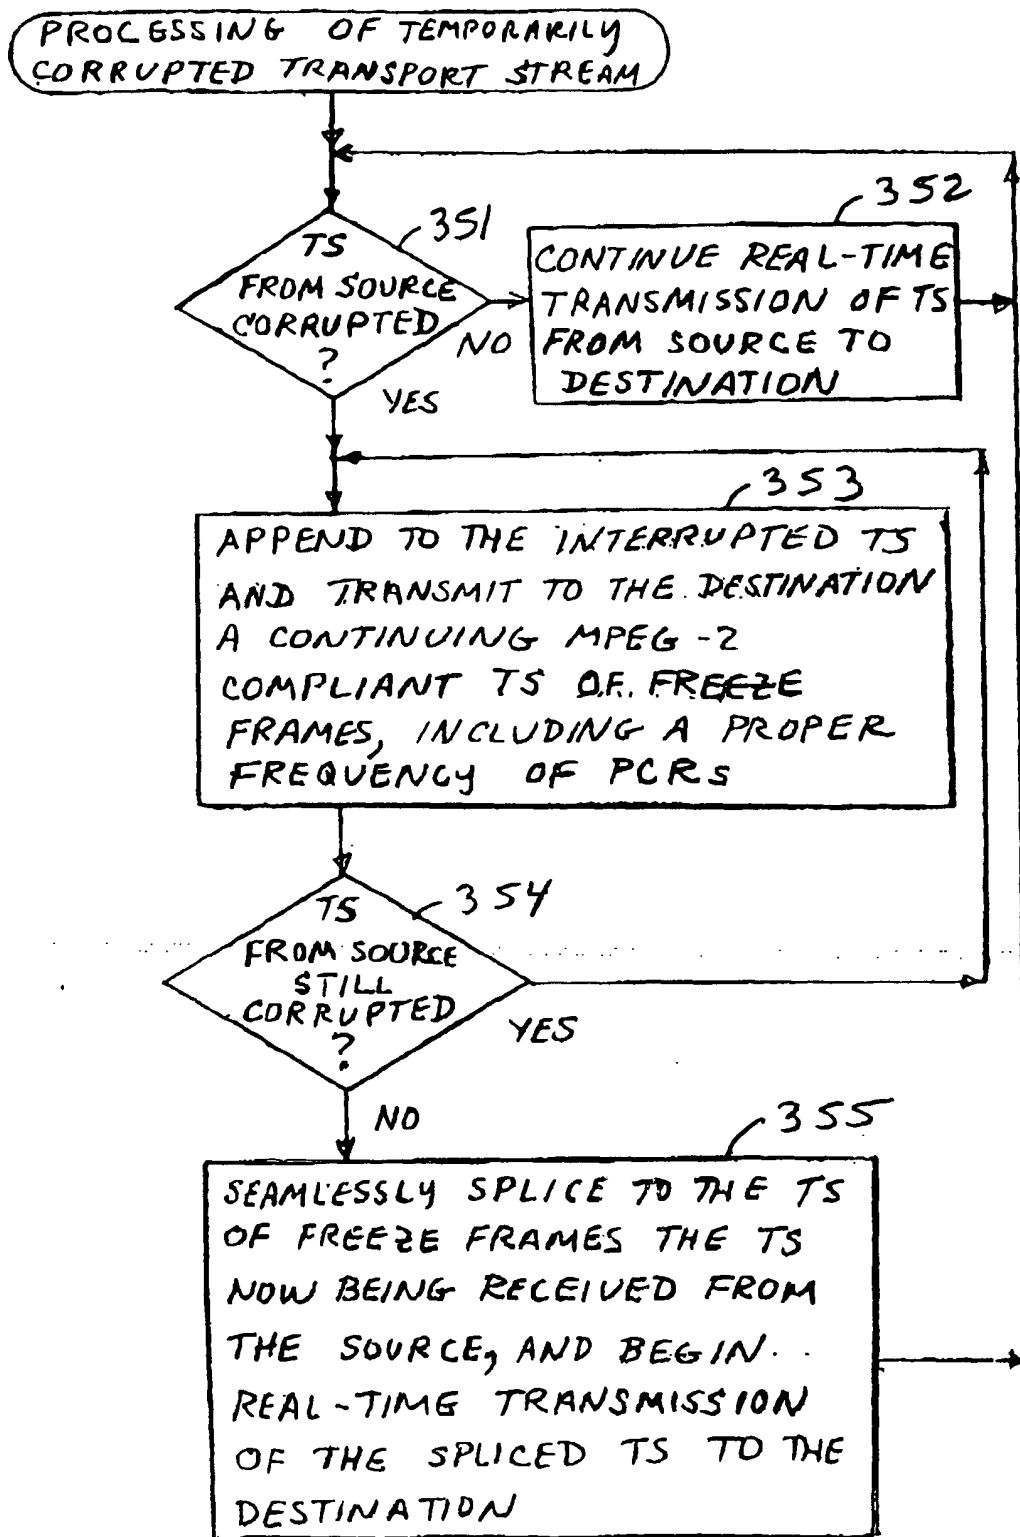 PROCESSING OF TEMPORARILY
CORRUPTED TRANSPORT STREAM
351
TS
FROM SOURCE
CORRUPTED
?
NO
YES
352
CONTINUE REAL-TIME
TRANSMISSION OF TS
FROM SOURCE TO
DESTINATION
353
APPEND TO THE INTERRUPTED TS
AND TRANSMIT TO THE DESTINATION
A CONTINUING MPEG-2
COMPLIANT TS OF FREEZE
FRAMES, INCLUDING A PROPER
FREQUENCY OF PCRs
354
TS
FROM SOURCE
STILL
CORRUPTED
?
YES
NO
355
SEAMLESSLY SPLICE TO THE TS
OF FREEZE FRAMES THE TS
NOW BEING RECEIVED FROM
THE SOURCE, AND BEGIN
REAL-TIME TRANSMISSION
OF THE SPLICED TS TO THE
DESTINATION